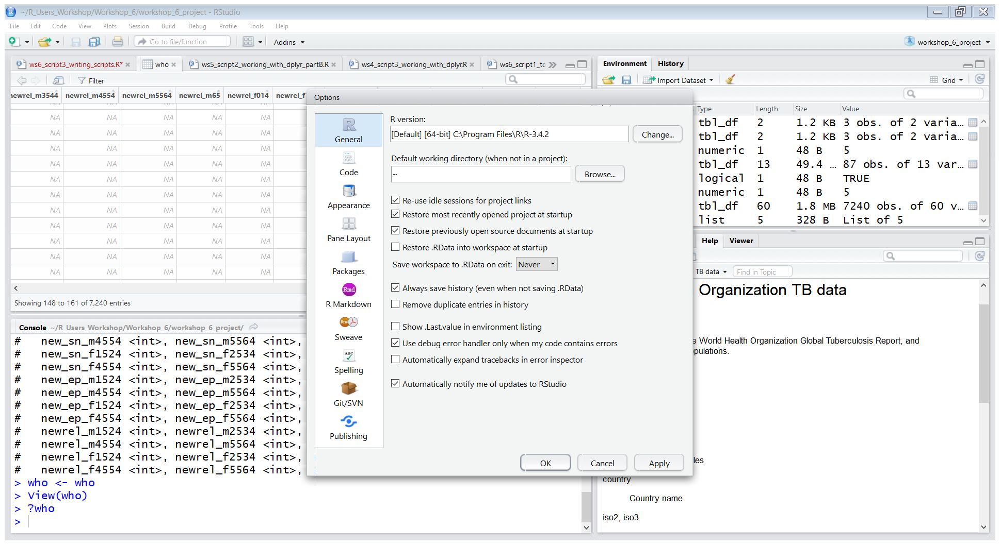 ~/R_Users_Workshop/Workshop_6/workshop_6_project - RStudio
File Edit Code View Plots Session Build Debug Profile Tools Help
Go to file/function Addins workshop_6_project
ws6_script3_writing_scripts.R* who ws5_script2_working_with_dplyr_partB.R ws4_script3_working_with_dplyr.R ws6_script1_tc
Filter
newrel_m3544 newrel_m4554 newrel_m5564 newrel_m65 newrel_f014 newrel_f
NA NA NA NA NA
NA NA NA NA NA
NA NA NA NA NA
NA NA NA NA NA
NA NA NA NA NA
NA NA NA NA NA
NA NA NA NA NA
NA NA NA NA NA
NA NA NA NA NA
NA NA NA NA NA
NA NA NA NA NA
Showing 148 to 161 of 7,240 entries
Console ~/R_Users_Workshop/Workshop_6/workshop_6_project/
# new_sn_m4554 <int>, new_sn_m5564 <int>,
# new_sn_f1524 <int>, new_sn_f2534 <int>,
# new_sn_f4554 <int>, new_sn_f5564 <int>,
# new_ep_m1524 <int>, new_ep_m2534 <int>,
# new_ep_m4554 <int>, new_ep_m5564 <int>,
# new_ep_f1524 <int>, new_ep_f2534 <int>,
# new_ep_f4554 <int>, new_ep_f5564 <int>,
# newrel_m1524 <int>, newrel_m2534 <int>,
# newrel_m4554 <int>, newrel_m5564 <int>,
# newrel_f1524 <int>, newrel_f2534 <int>,
# newrel_f4554 <int>, newrel_f5564 <int>,
> who <- who
> View(who)
> ?who
>
Options
R
General
Code
Appearance
Pane Layout
Packages
Rmd
R Markdown
Sweave
ABC
Spelling
Git/SVN
Publishing
R version:
[Default] [64-bit] C:\Program Files\R\R-3.4.2
Change...
Default working directory (when not in a project):
~
Browse...
Re-use idle sessions for project links
Restore most recently opened project at startup
Restore previously open source documents at startup
Restore .RData into workspace at startup
Save workspace to .RData on exit: Never
Always save history (even when not saving .RData)
Remove duplicate entries in history
Show .Last.value in environment listing
Use debug error handler only when my code contains errors
Automatically expand tracebacks in error inspector
Automatically notify me of updates to RStudio
OK Cancel Apply
Environment History
Import Dataset Grid
Type Length Size Value
tbl_df 2 1.2 KB 3 obs. of 2 varia…
tbl_df 2 1.2 KB 3 obs. of 2 varia…
numeric 1 48 B 5
tbl_df 13 49.4 … 87 obs. of 13 var…
logical 1 48 B TRUE
numeric 1 48 B 5
tbl_df 60 1.8 MB 7240 obs. of 60 v…
list 5 328 B List of 5
Help Viewer
TB data Find in Topic
Organization TB data
e World Health Organization Global Tuberculosis Report, and
pulations.
les
country
Country name
iso2, iso3